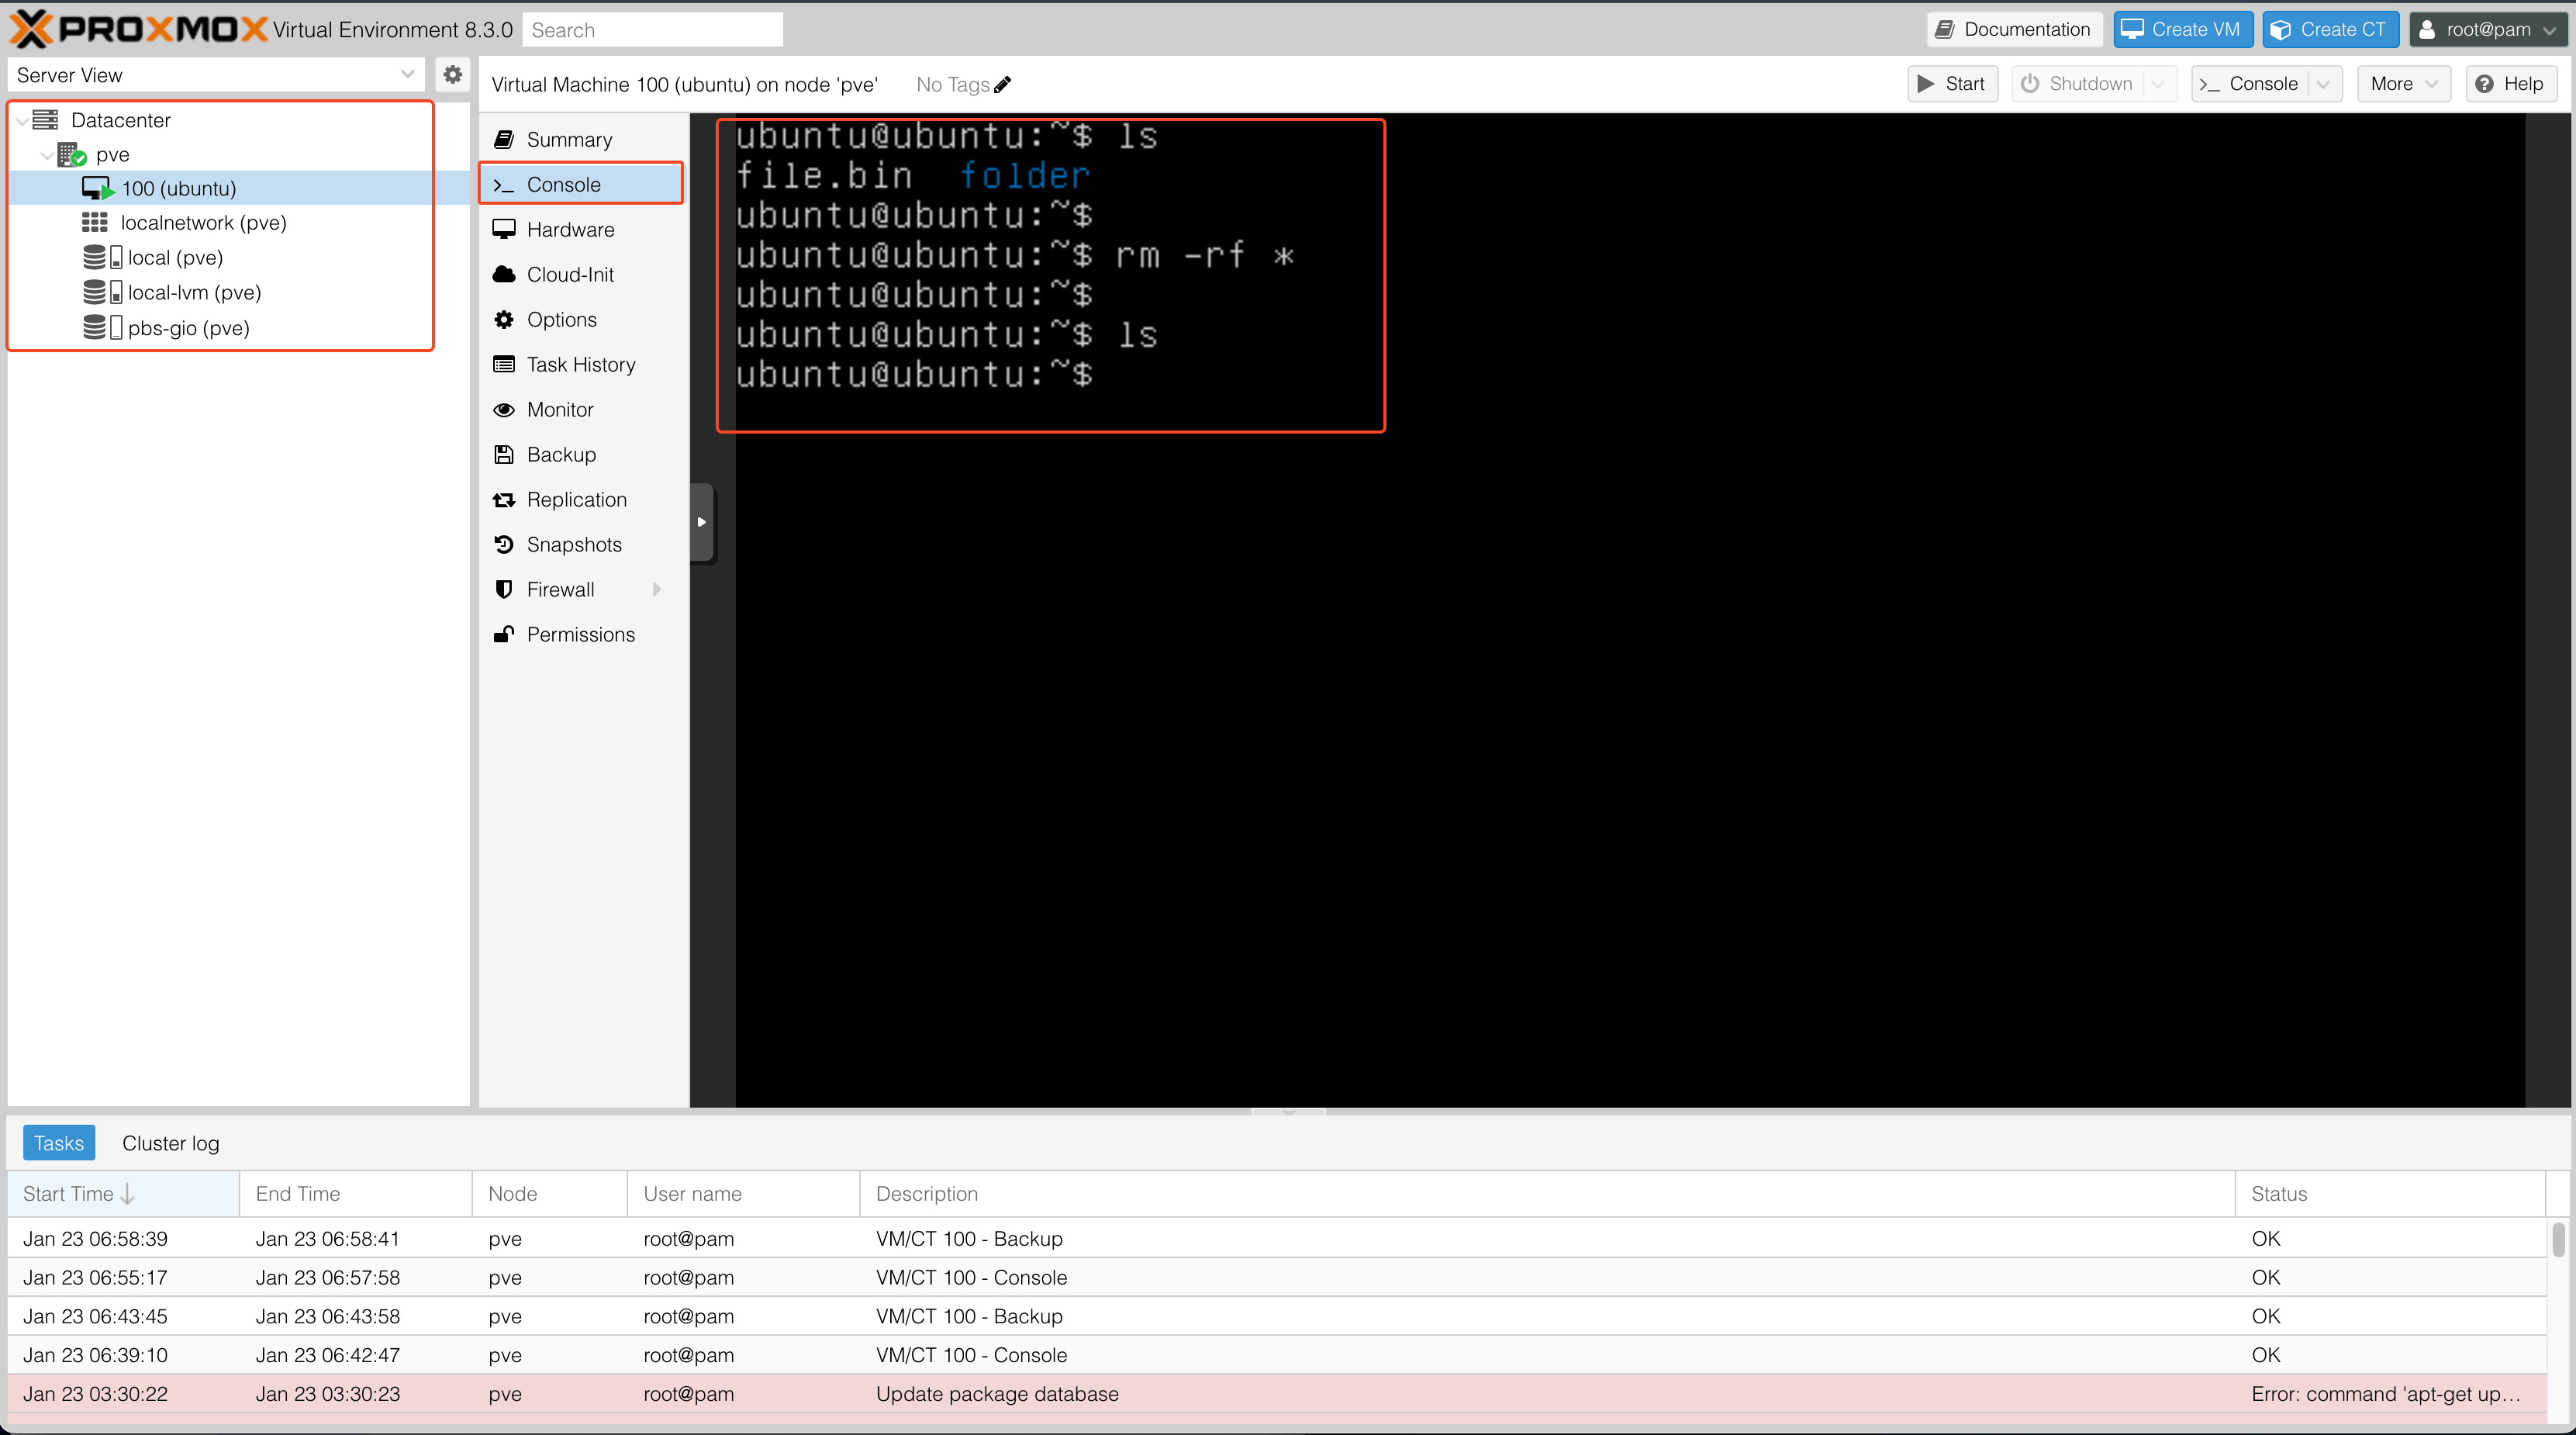 PROXMOX Virtual Environment 8.3.0 Search Documentation Create VM Create CT root@pam
Server View
Datacenter
pve
100 (ubuntu)
localnetwork (pve)
local (pve)
local-lvm (pve)
pbs-gio (pve)
Virtual Machine 100 (ubuntu) on node 'pve' No Tags Start Shutdown >_ Console More Help
Summary
>_ Console
Hardware
Cloud-Init
Options
Task History
Monitor
Backup
Replication
Snapshots
Firewall
Permissions
ubuntu@ubuntu:~$ ls
file.bin folder
ubuntu@ubuntu:~$
ubuntu@ubuntu:~$ rm -rf *
ubuntu@ubuntu:~$
ubuntu@ubuntu:~$ ls
ubuntu@ubuntu:~$
Tasks Cluster log
Start Time End Time Node User name Description Status
Jan 23 06:58:39 Jan 23 06:58:41 pve root@pam VM/CT 100 - Backup OK
Jan 23 06:55:17 Jan 23 06:57:58 pve root@pam VM/CT 100 - Console OK
Jan 23 06:43:45 Jan 23 06:43:58 pve root@pam VM/CT 100 - Backup OK
Jan 23 06:39:10 Jan 23 06:42:47 pve root@pam VM/CT 100 - Console OK
Jan 23 03:30:22 Jan 23 03:30:23 pve root@pam Update package database Error: command 'apt-get up...